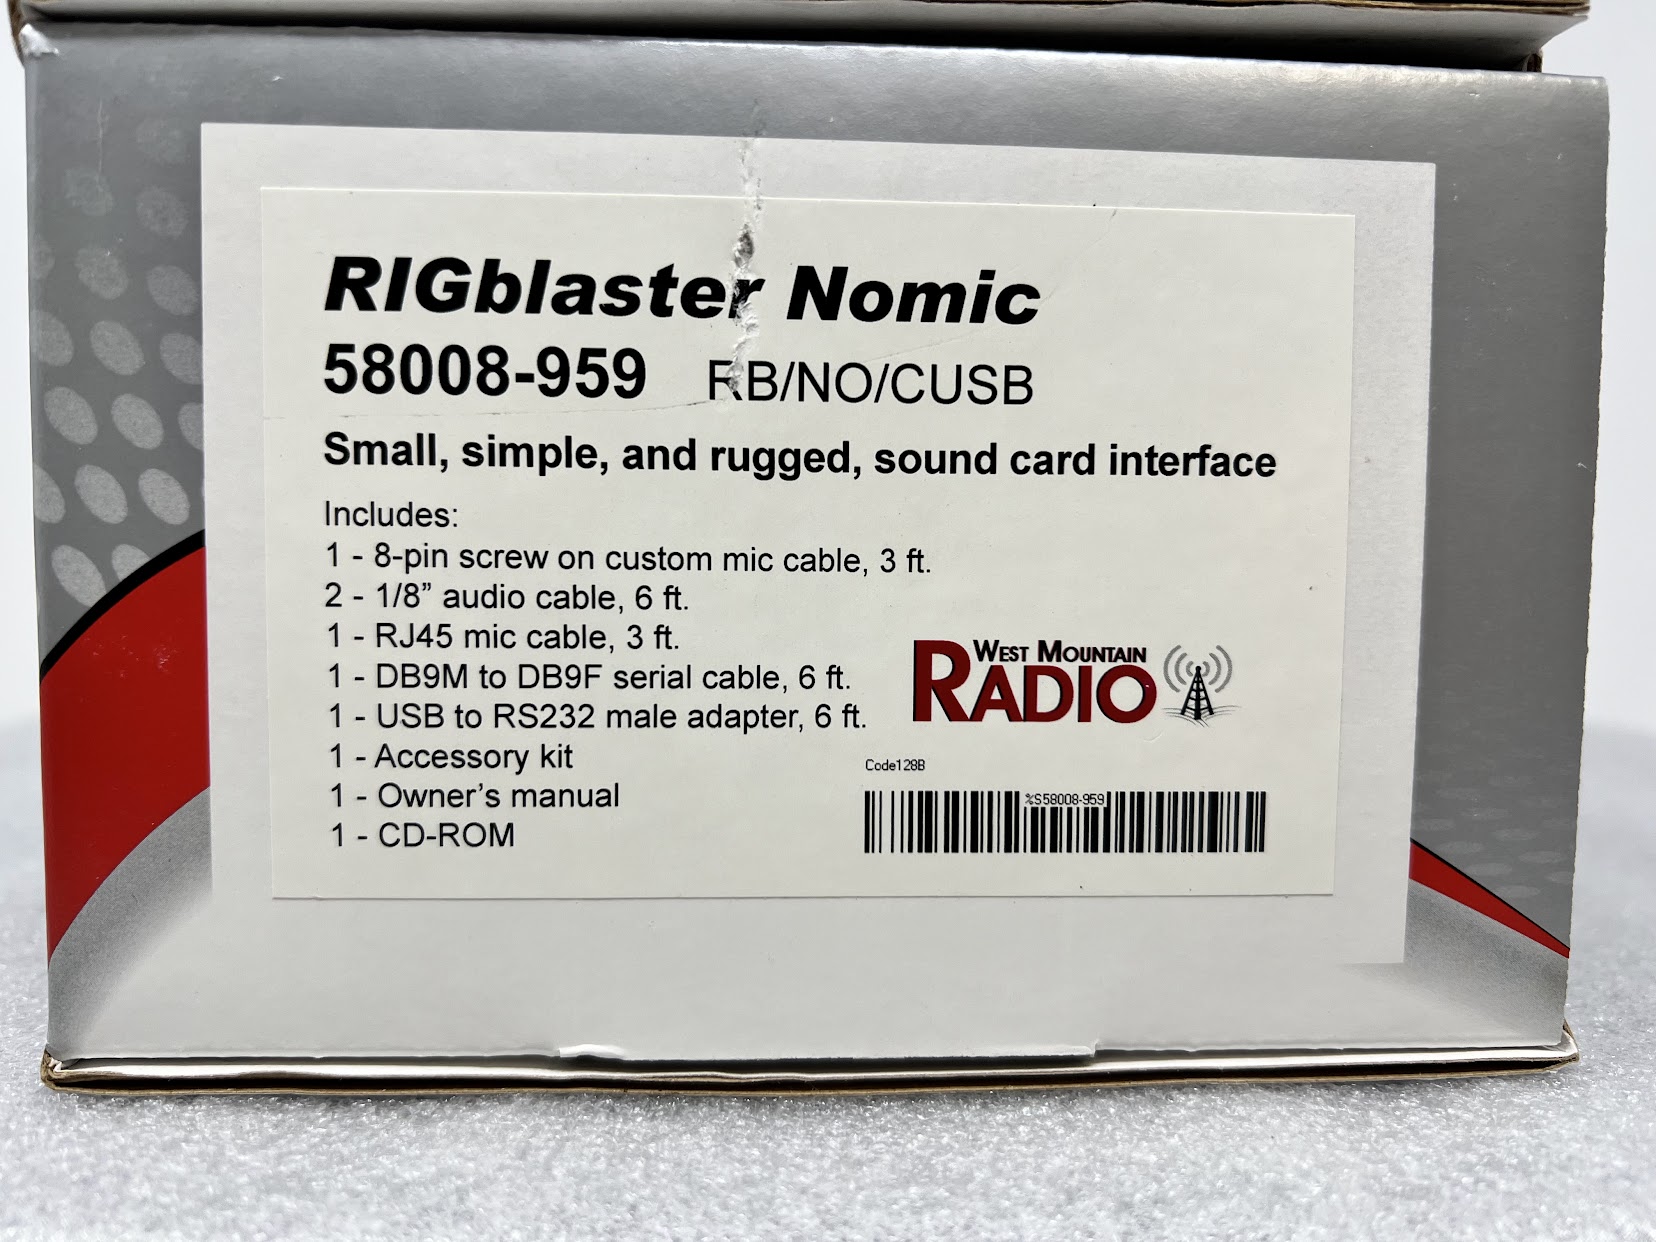 RIGblaster Nomic
58008-959 RB/NO/CUSB
Small, simple, and rugged, sound card interface
Includes:
1 - 8-pin screw on custom mic cable, 3 ft.
2 - 1/8” audio cable, 6 ft.
1 - RJ45 mic cable, 3 ft.
1 - DB9M to DB9F serial cable, 6 ft.
1 - USB to RS232 male adapter, 6 ft.
1 - Accessory kit
1 - Owner’s manual
1 - CD-ROM
WEST MOUNTAIN
RADIO
Code128B
%S58008-959